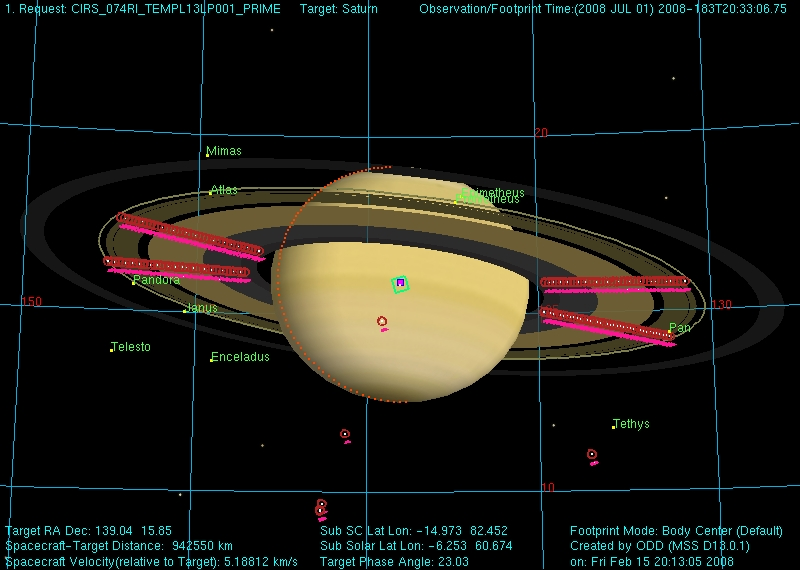 1. Request: CIRS_074RI_TEMPL13LP001_PRIME Target: Saturn Observation/Footprint Time:(2008 JUL 01) 2008-183T20:33:06.75
20
Mimas
Atlas
Pandora
150
Janus
130
Pan
Telesto
Enceladus
Tethys
10
Target RA Dec: 139.04 15.85
Spacecraft-Target Distance: 942550 km
Spacecraft Velocity(relative to Target): 5.18812 km/s
Sub SC Lat Lon: -14.973 82.452
Sub Solar Lat Lon: -6.253 60.674
Target Phase Angle: 23.03
Footprint Mode: Body Center (Default)
Created by ODD (MSS D13.0.1)
on: Fri Feb 15 20:13:05 2008